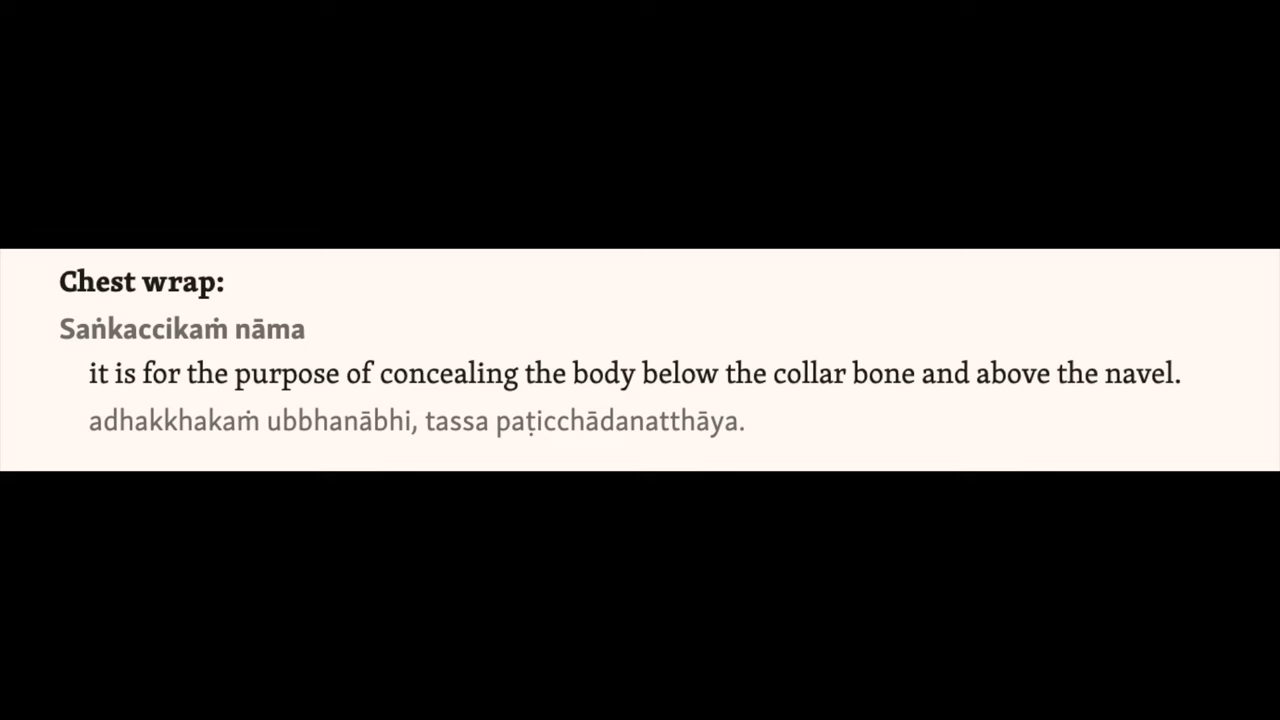 Chest wrap:
Saṅkaccikaṁ nāma
it is for the purpose of concealing the body below the collar bone and above the navel.
adhakkhakaṁ ubbhanābhi, tassa paṭicchādanatthāya.